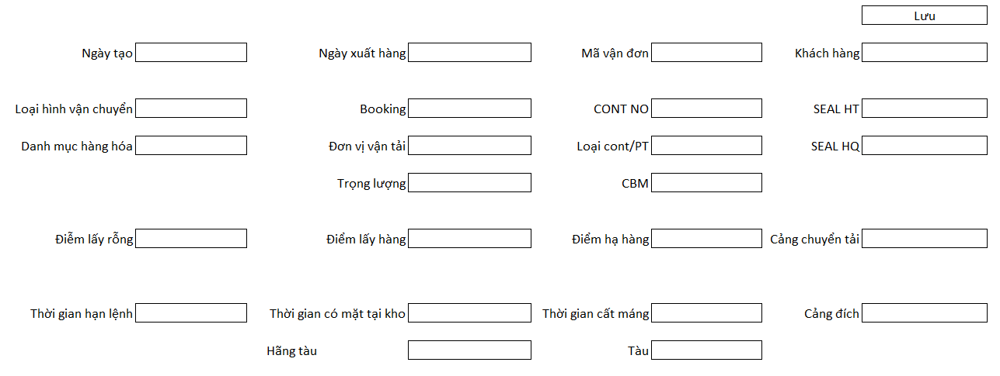 Lưu
Ngày tạo Ngày xuất hàng Mã vận đơn Khách hàng
Loại hình vận chuyển Booking CONT NO SEAL HT
Danh mục hàng hóa Đơn vị vận tải Loại cont/PT SEAL HQ
Trọng lượng CBM
Điễm lấy rỗng Điểm lấy hàng Điểm hạ hàng Cảng chuyển tải
Thời gian hạn lệnh Thời gian có mặt tại kho Thời gian cất máng Cảng đích
Hãng tàu Tàu